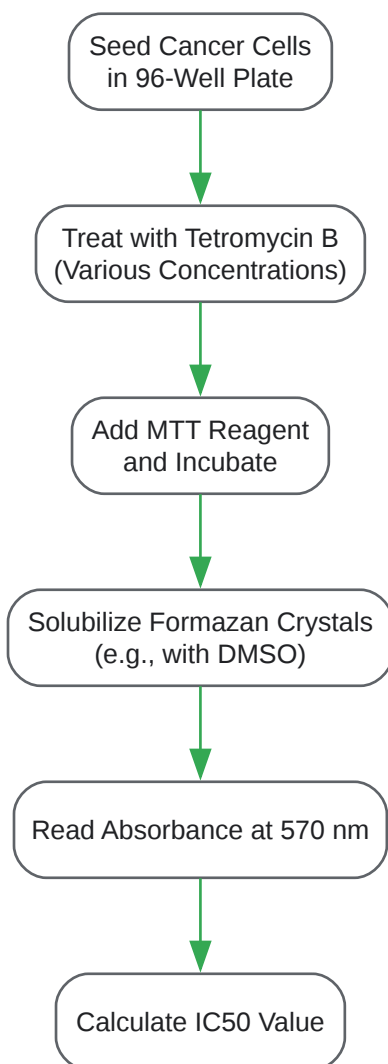 Seed Cancer Cells
in 96-Well Plate
Treat with Tetromycin B
(Various Concentrations)
Add MTT Reagent
and Incubate
Solubilize Formazan Crystals
(e.g., with DMSO)
Read Absorbance at 570 nm
Calculate IC50 Value